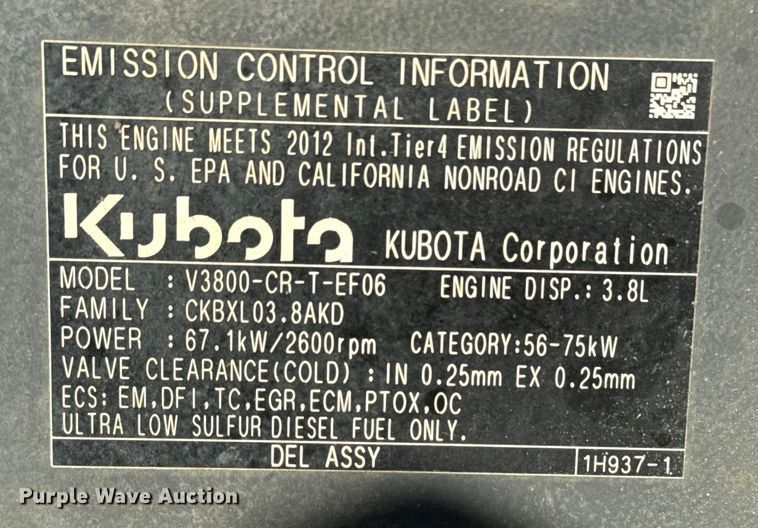 EMISSION CONTROL INFORMATION
(SUPPLEMENTAL LABEL)
THIS ENGINE MEETS 2012 Int.Tier4 EMISSION REGULATIONS
FOR U. S. EPA AND CALIFORNIA NONROAD CI ENGINES.
Kubota KUBOTA Corporation
MODEL : V3800-CR-T-EF06 ENGINE DISP.: 3.8L
FAMILY : CKBXL03.8AKD
POWER : 67.1kW/2600rpm CATEGORY:56-75kW
VALVE CLEARANCE(COLD) : IN 0.25mm EX 0.25mm
ECS: EM,DFI,TC,EGR,ECM,PTOX,OC
ULTRA LOW SULFUR DIESEL FUEL ONLY.
DEL ASSY 1H937-1
Purple Wave Auction